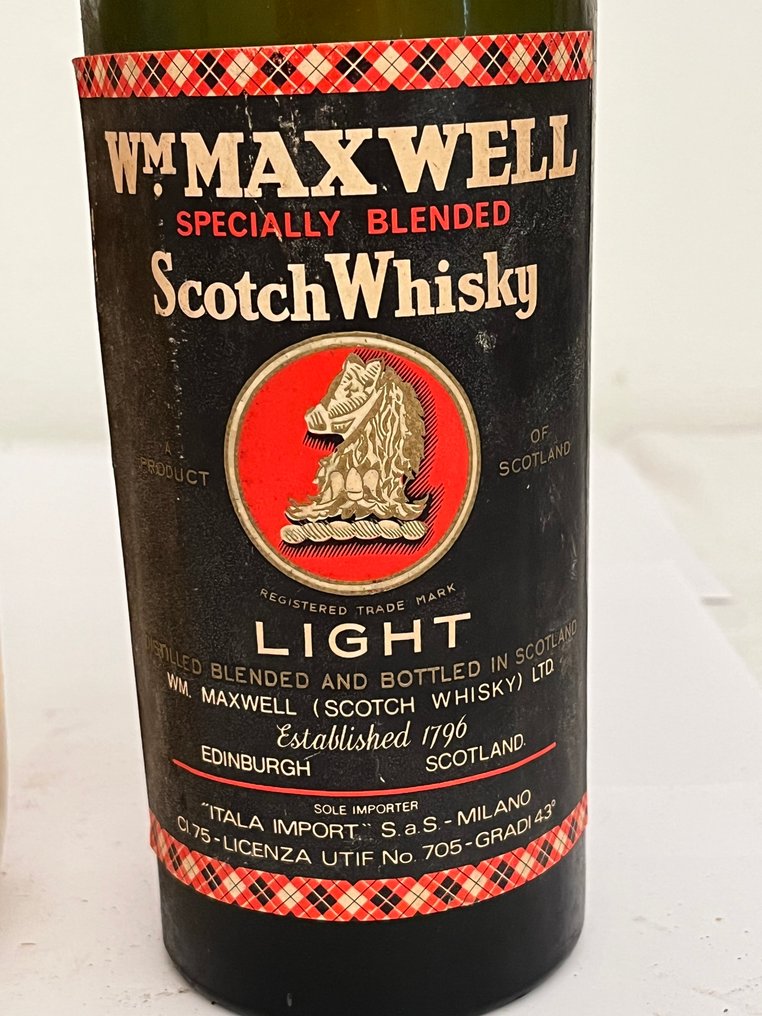 WM. MAXWELL
SPECIALLY BLENDED
Scotch Whisky
A PRODUCT
OF SCOTLAND
REGISTERED TRADE MARK
LIGHT
DISTILLED BLENDED AND BOTTLED IN SCOTLAND
WM. MAXWELL (SCOTCH WHISKY) LTD.
Established 1796
EDINBURGH SCOTLAND.
SOLE IMPORTER
"ITALA IMPORT" S.a.S - MILANO
Cl.75 - LICENZA UTIF No. 705 - GRADI 43°